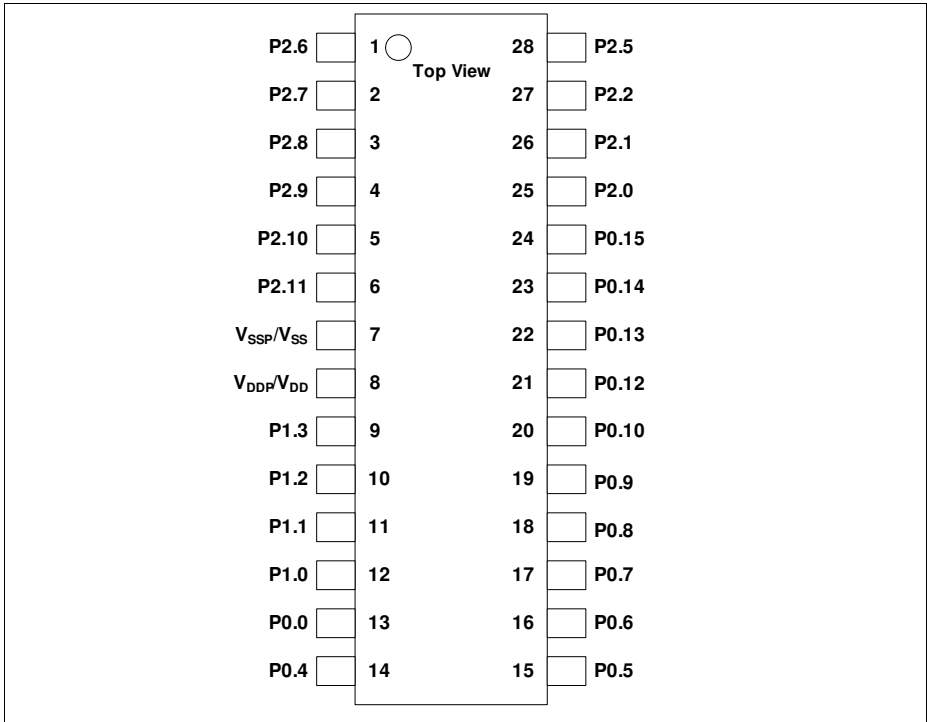 P2.6 1 28 P2.5
Top View
P2.7 2 27 P2.2
P2.8 3 26 P2.1
P2.9 4 25 P2.0
P2.10 5 24 P0.15
P2.11 6 23 P0.14
VSSP/VSS 7 22 P0.13
VDDP/VDD 8 21 P0.12
P1.3 9 20 P0.10
P1.2 10 19 P0.9
P1.1 11 18 P0.8
P1.0 12 17 P0.7
P0.0 13 16 P0.6
P0.4 14 15 P0.5